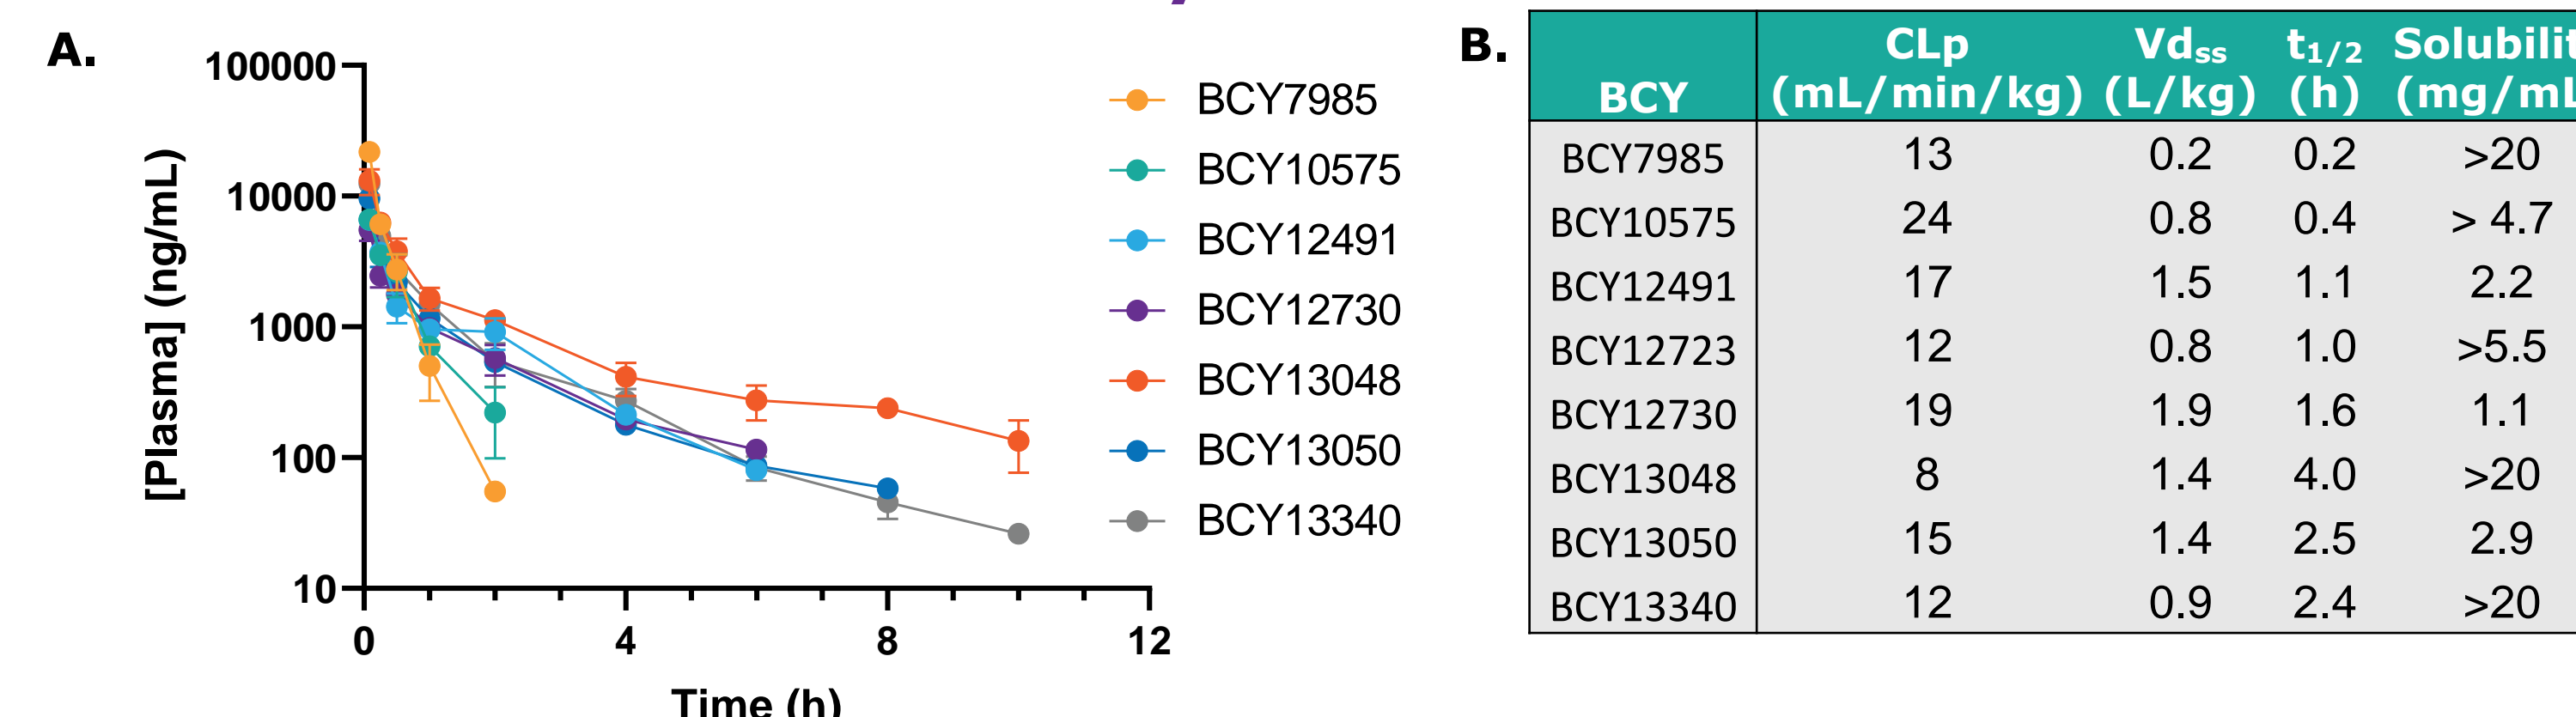 A.
[Plasma] (ng/mL)
100000
10000
1000
100
10
0 4 8 12
Time (h)
BCY7985
BCY10575
BCY12491
BCY12730
BCY13048
BCY13050
BCY13340
B.
BCY CLp (mL/min/kg) Vdss (L/kg) t1/2 (h) Solubilit (mg/mL
BCY7985 13 0.2 0.2 >20
BCY10575 24 0.8 0.4 > 4.7
BCY12491 17 1.5 1.1 2.2
BCY12723 12 0.8 1.0 >5.5
BCY12730 19 1.9 1.6 1.1
BCY13048 8 1.4 4.0 >20
BCY13050 15 1.4 2.5 2.9
BCY13340 12 0.9 2.4 >20